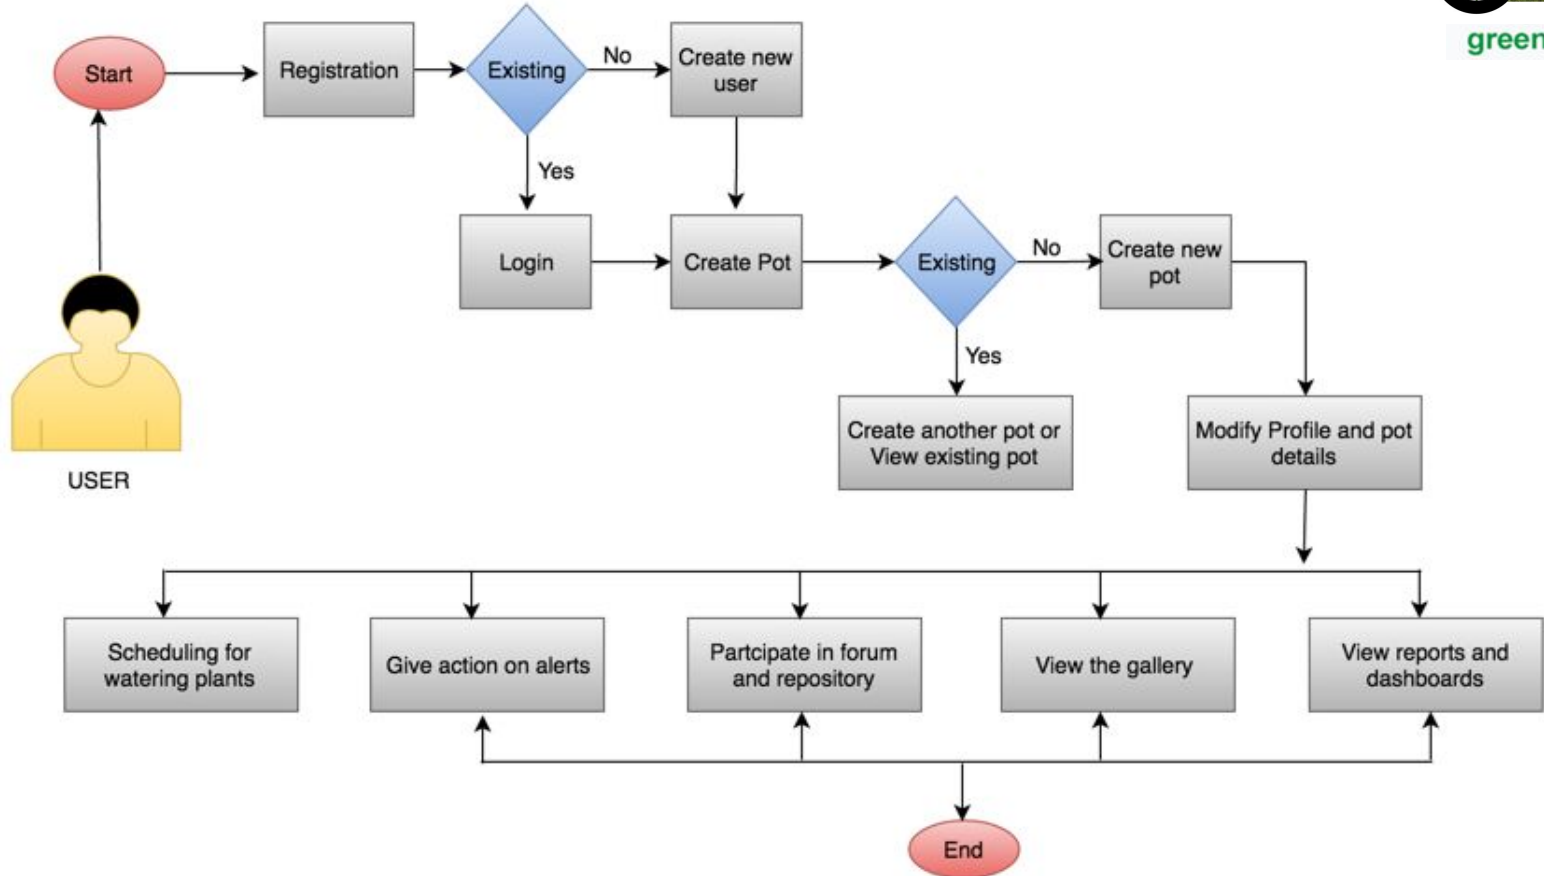 green
Start
Registration
Existing
No
Create new
user
Yes
Login
Create Pot
Existing
No
Create new
pot
Yes
Create another pot or
View existing pot
Modify Profile and pot
details
USER
Scheduling for
watering plants
Give action on alerts
Partcipate in forum
and repository
View the gallery
View reports and
dashboards
End